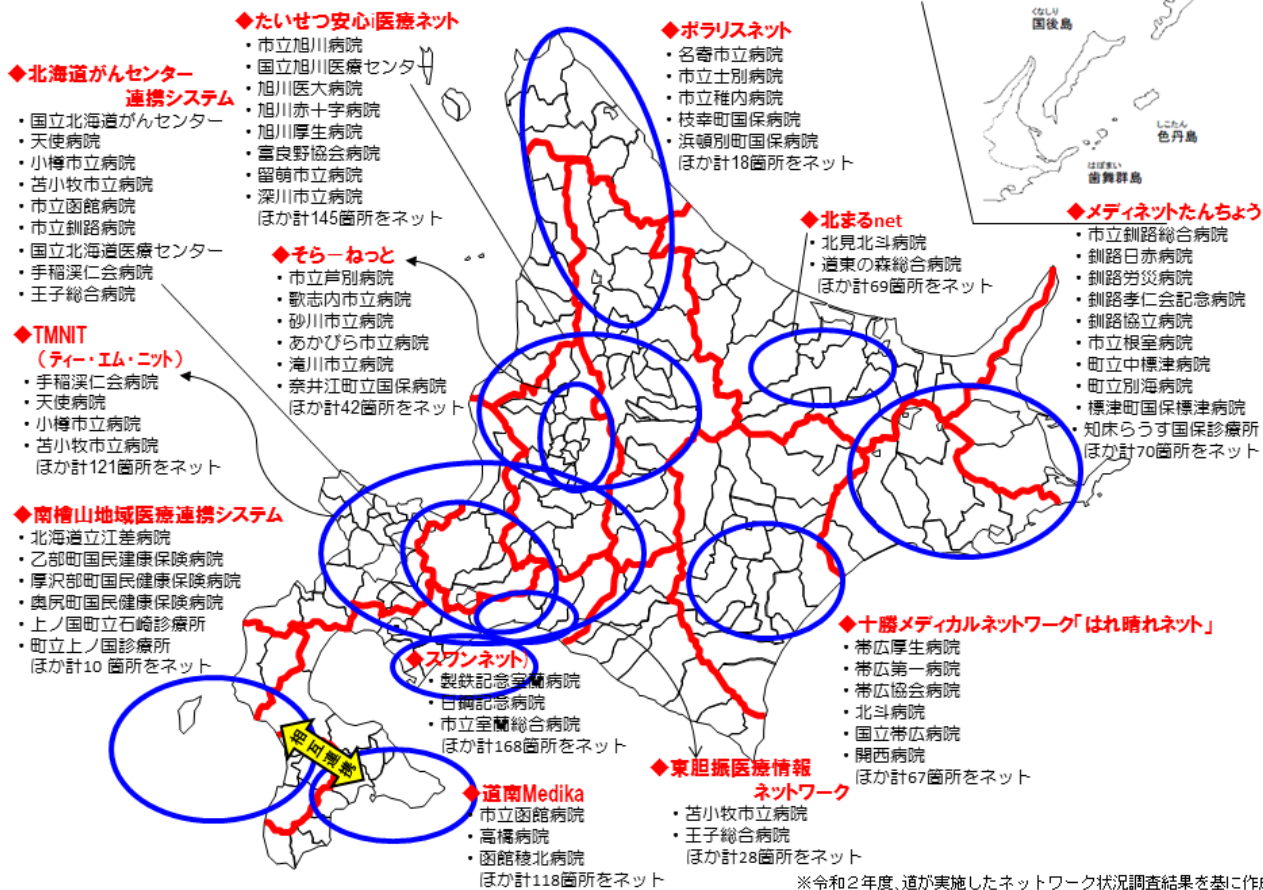 ◆北海道がんセンター
連携システム
・国立北海道がんセンター
・天使病院
・小樽市立病院
・苫小牧市立病院
・市立函館病院
・市立釧路病院
・国立北海道医療センター
・手稲渓仁会病院
・王子総合病院
◆TMNIT
（ティー・エム・ニット）
・手稲渓仁会病院
・天使病院
・小樽市立病院
・苫小牧市立病院
ほか計121箇所をネット
◆南檜山地域医療連携システム
・北海道立江差病院
・乙部町国民建康保険病院
・厚沢部町国民健康保険病院
・奥尻町国民健康保険病院
・上ノ国町立石崎診療所
・町立上ノ国診療所
ほか計10 箇所をネット
◆たいせつ安心i医療ネット
・市立旭川病院
・国立旭川医療センター
・旭川医大病院
・旭川赤十字病院
・旭川厚生病院
・富良野協会病院
・留萌市立病院
・深川市立病院
ほか計145箇所をネット
◆そらーねっと
・市立芦別病院
・歌志内市立病院
・砂川市立病院
・あかびら市立病院
・滝川市立病院
・奈井江町立国保病院
ほか計42箇所をネット
◆ポラリスネット
・名寄市立病院
・市立士別病院
・市立稚内病院
・枝幸町国保病院
・浜頓別町国保病院
ほか計18箇所をネット
くなしり
国後島
しこたん
色丹島
はぼまい
歯舞群島
◆北まるnet
・北見北斗病院
・道東の森総合病院
ほか計69箇所をネット
◆メディネットたんちょう
・市立釧路総合病院
・釧路日赤病院
・釧路労災病院
・釧路孝仁会記念病院
・釧路協立病院
・市立根室病院
・町立中標津病院
・町立別海病院
・標津町国保標津病院
・知床らうす国保診療所
ほか計70箇所をネット
◆スワンネット）
・製鉄記念室蘭病院
・日鋼記念病院
・市立室蘭総合病院
ほか計168箇所をネット
相互連携
◆道南Medika
・市立函館病院
・高橋病院
・函館稜北病院
ほか計118箇所をネット
◆東胆振医療情報
ネットワーク
・苫小牧市立病院
・王子総合病院
ほか計28箇所をネット
◆十勝メディカルネットワーク「はれ晴れネット」
・帯広厚生病院
・帯広第一病院
・帯広協会病院
・北斗病院
・国立帯広病院
・開西病院
ほか計67箇所をネット
※令和２年度、道が実施したネットワーク状況調査結果を基に作成